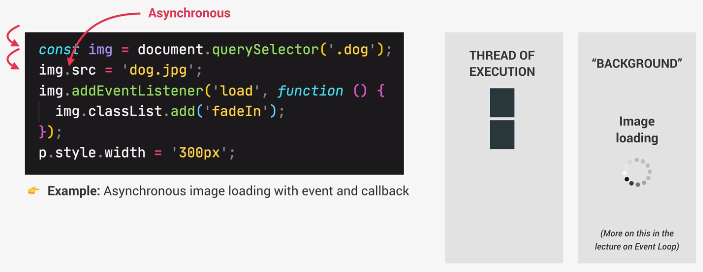 Asynchronous
const img = document.querySelector('.dog');
img.src = 'dog.jpg';
img.addEventListener('load', function () {
  img.classList.add('fadeIn');
});
p.style.width = '300px';
👉 Example: Asynchronous image loading with event and callback
THREAD OF
EXECUTION
“BACKGROUND”
Image
loading
(More on this in the
lecture on Event Loop)